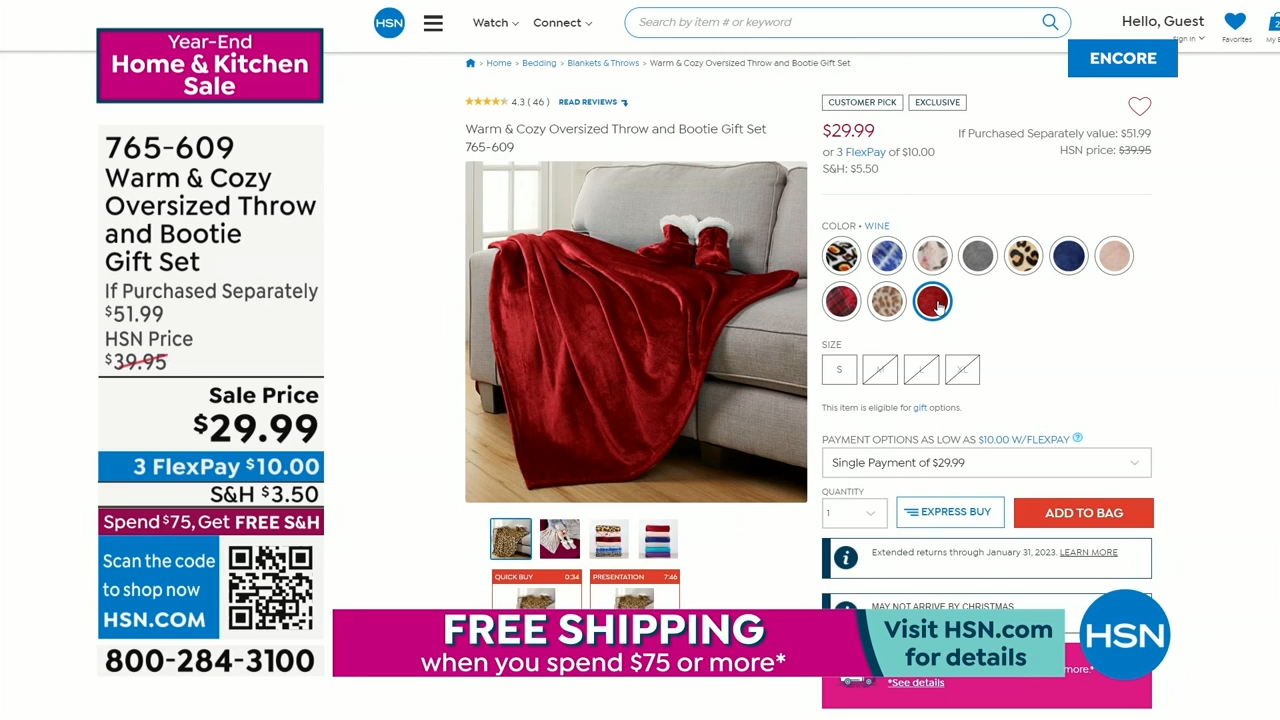 Year-End
Home & Kitchen
Sale
765-609
Warm & Cozy
Oversized Throw
and Bootie
Gift Set
If Purchased Separately
$51.99
HSN Price
$39.95
Sale Price
$29.99
3 FlexPay $10.00
S&H $3.50
Spend $75, Get FREE S&H
Scan the code
to shop now
HSN.COM
800-284-3100
HSN
Watch
Connect
Search by item # or keyword
Hello, Guest
Sign In
Favorites
ENCORE
Home > Bedding > Blankets & Throws > Warm & Cozy Oversized Throw and Bootie Gift Set
4.3 ( 46 ) READ REVIEWS
Warm & Cozy Oversized Throw and Bootie Gift Set
765-609
CUSTOMER PICK
EXCLUSIVE
$29.99
or 3 FlexPay of $10.00
S&H: $5.50
If Purchased Separately value: $51.99
HSN price: $39.95
COLOR • WINE
SIZE
S M L XL
This item is eligible for gift options.
PAYMENT OPTIONS AS LOW AS $10.00 W/FLEXPAY
Single Payment of $29.99
QUANTITY
1
EXPRESS BUY
ADD TO BAG
Extended returns through January 31, 2023. LEARN MORE
QUICK BUY 0:34
PRESENTATION 7:46
MAY NOT ARRIVE BY CHRISTMAS
more.*
*See details
FREE SHIPPING
when you spend $75 or more*
Visit HSN.com
for details
HSN